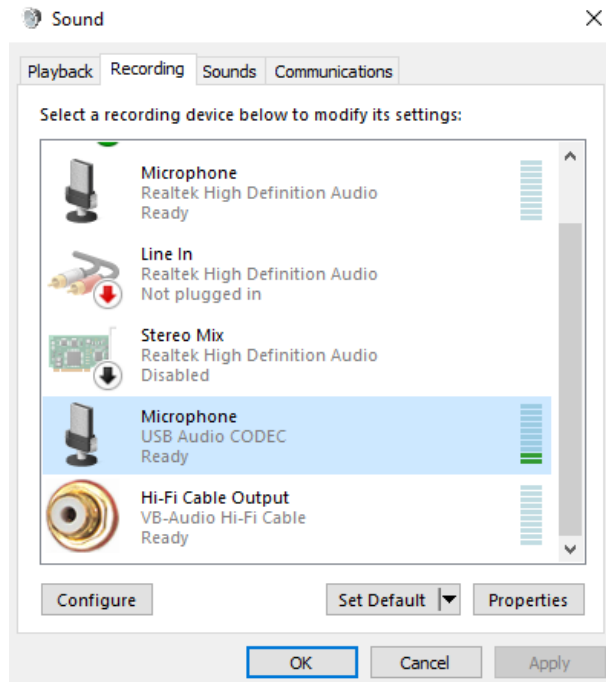 Sound
Playback Recording Sounds Communications
Select a recording device below to modify its settings:
Microphone
Realtek High Definition Audio
Ready
Line In
Realtek High Definition Audio
Not plugged in
Stereo Mix
Realtek High Definition Audio
Disabled
Microphone
USB Audio CODEC
Ready
Hi-Fi Cable Output
VB-Audio Hi-Fi Cable
Ready
Configure Set Default Properties
OK Cancel Apply